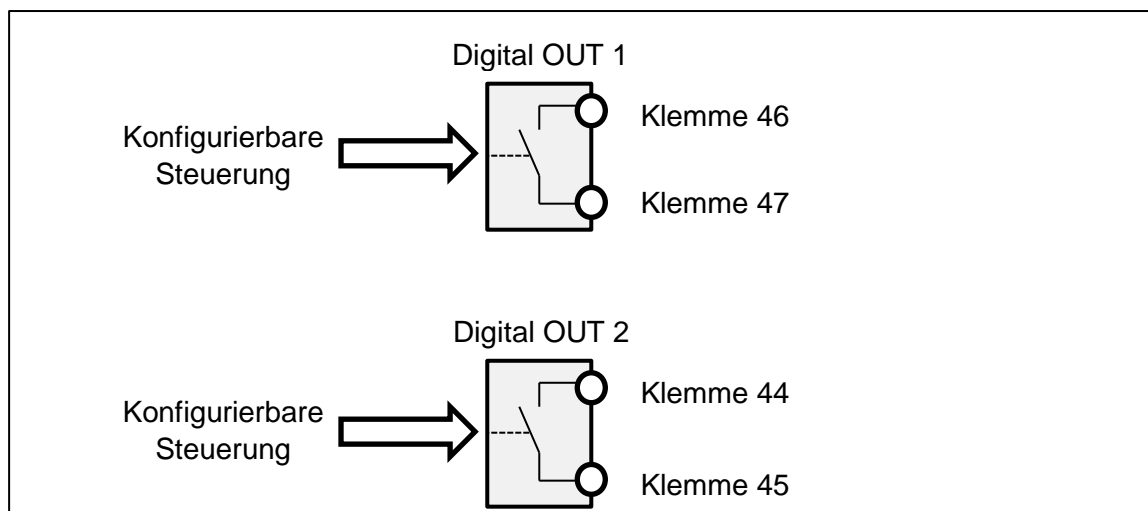 Digital OUT 1
Konfigurierbare
Steuerung
Klemme 46
Klemme 47
Digital OUT 2
Konfigurierbare
Steuerung
Klemme 44
Klemme 45